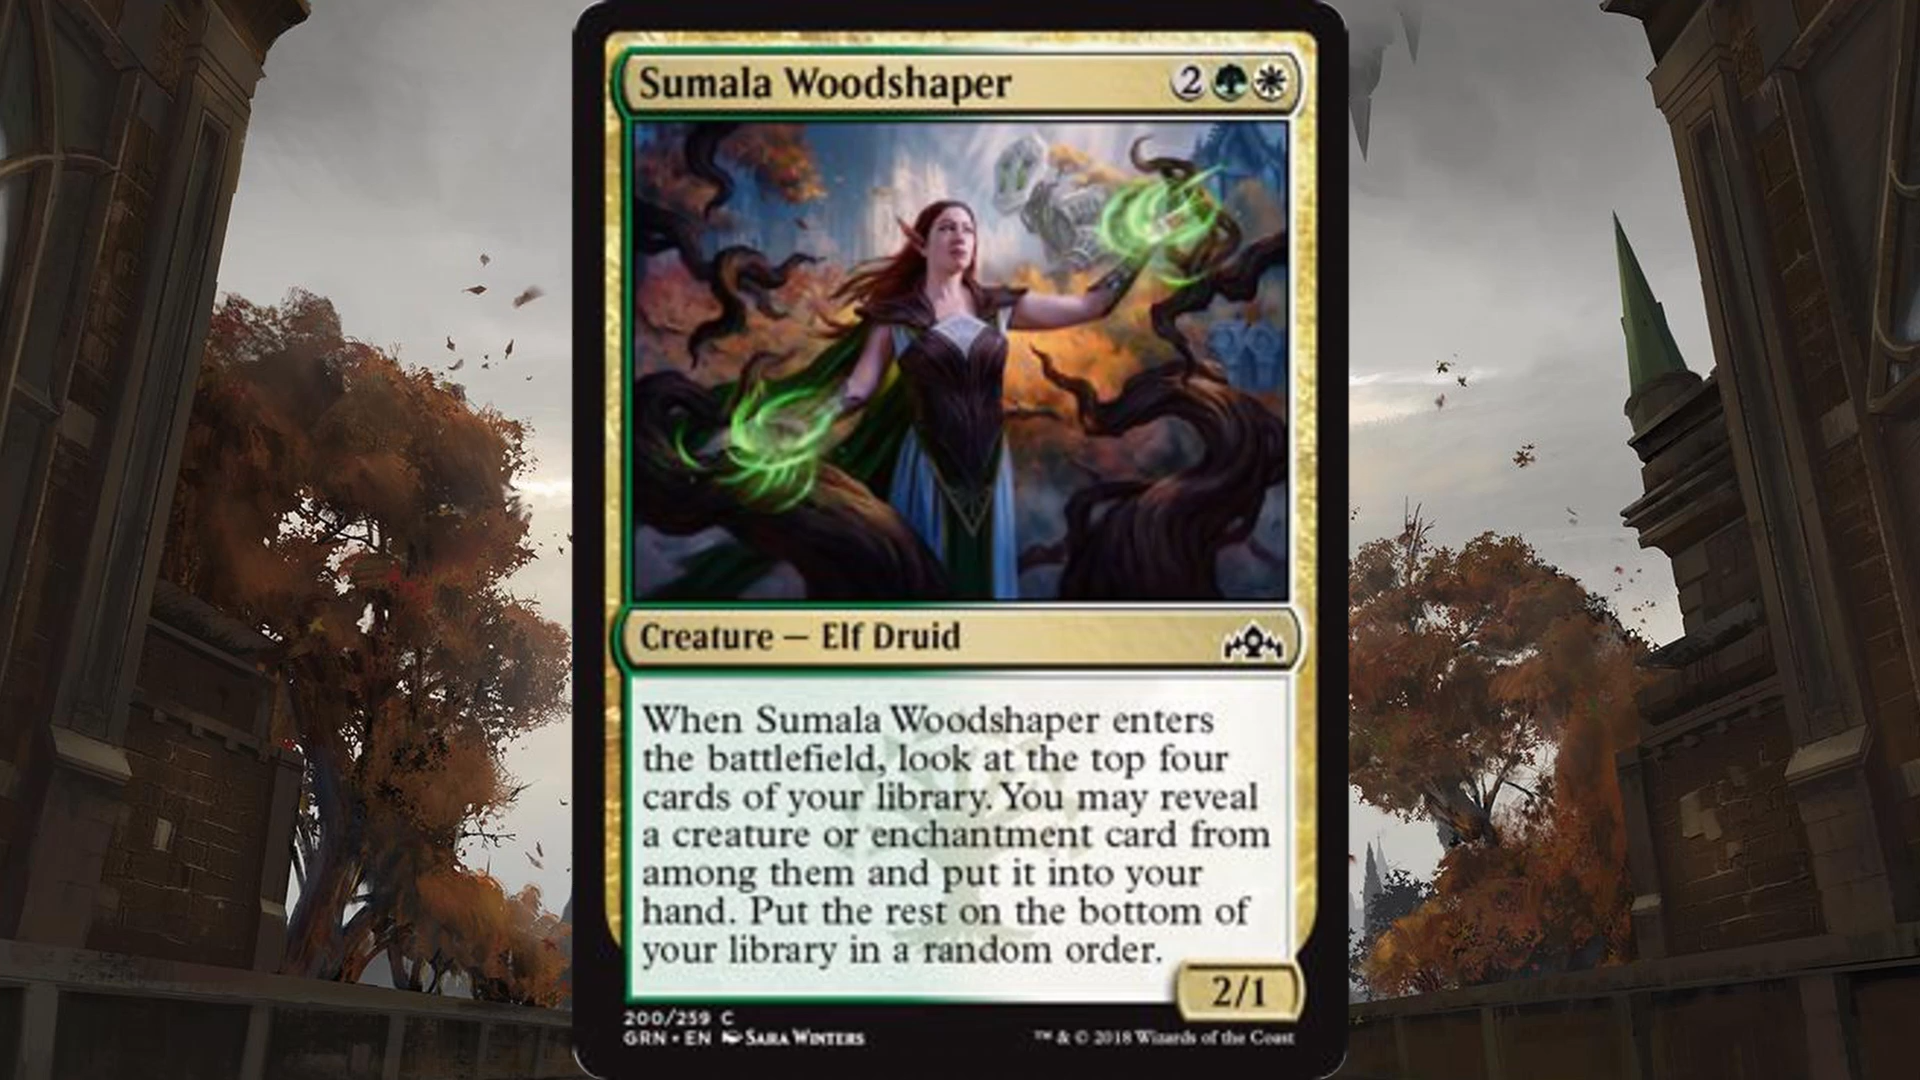 Sumala Woodshaper 2
Creature — Elf Druid
When Sumala Woodshaper enters
the battlefield, look at the top four
cards of your library. You may reveal
a creature or enchantment card from
among them and put it into your
hand. Put the rest on the bottom of
your library in a random order.
2/1
200/259 C
GRN • EN Sara Winters
™ & © 2018 Wizards of the Coast